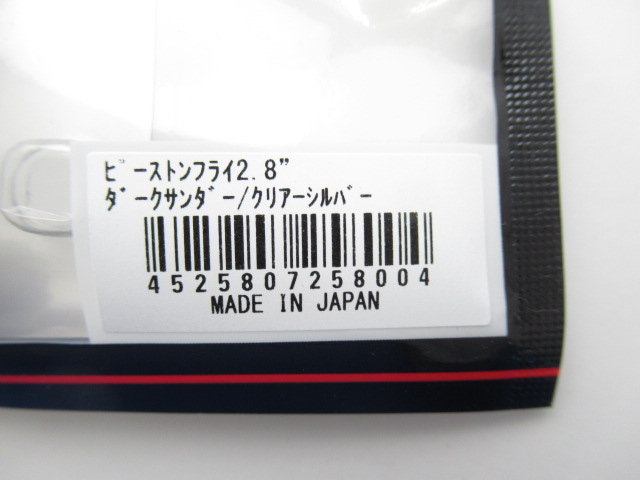 ﾋﾟｰｽﾄﾝﾌﾗｲ2.8”
ﾀﾞｰｸｻﾝﾀﾞｰ/ｸﾘｱｰｼﾙﾊﾞｰ
4525807258004
MADE IN JAPAN